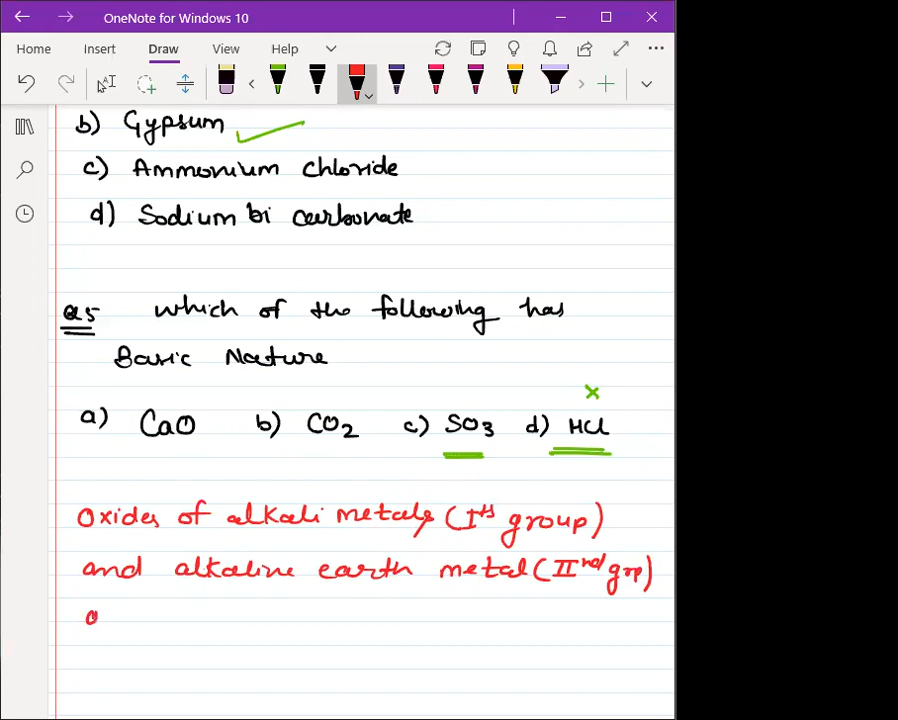 OneNote for Windows 10
Home Insert Draw View Help
b) Gypsum
c) Ammonium Chloride
d) Sodium bi carbonate
Q5 which of the following has
Basic Nature
a) CaO b) CO2 c) SO3 d) HCl
Oxides of alkali metals (Ist group)
and alkaline earth metal (IInd grp)
o